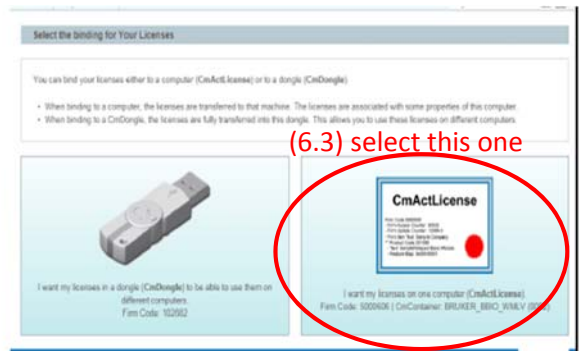 Select the binding for Your Licenses
You can bind your licenses either to a computer (CmActLicense) or to a dongle (CmDongle)
• When binding to a computer, the licenses are transferred to that machine. The licenses are associated with some properties of this computer.
• When binding to a CmDongle, the licenses are fully transferred into this dongle. This allows you to use these licenses on different computers.
(6.3) select this one
CmActLicense
I want my licenses in a dongle (CmDongle) to be able to use them on
different computers.
Firm Code: 102002
I want my licenses on one computer (CmActLicense)
Firm Code: 5000606 | CmContainer: BRUKER_BBIO_WMLV